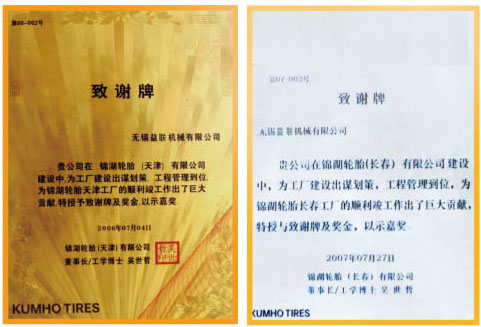 第06-002号
致谢牌
无锡益联机械有限公司
贵公司在 锦湖轮胎（天津）有限公司
建设中,为工厂建设出谋划策, 工程管理到位,
为锦湖轮胎天津工厂的顺利竣工作出了巨大
贡献,特授予致谢牌及奖金,以示嘉奖.
2006年07月04日
锦湖轮胎(天津)有限公司
董事长/工学博士 吴世哲
KUMHO TIRES
第07-002号
致谢牌
无锡益联机械有限公司
贵公司在锦湖轮胎(长春) 有限公司 建设
中，为工厂建设出谋划策，工程管理到位，为
锦湖轮胎长春工厂的顺利竣工作出了巨大贡献,
特授与致谢牌及奖金，以示嘉奖。
2007年07月27日
锦湖轮胎（长春）有限公司
董事长/工学博士 吴世哲
KUMHO TIRES